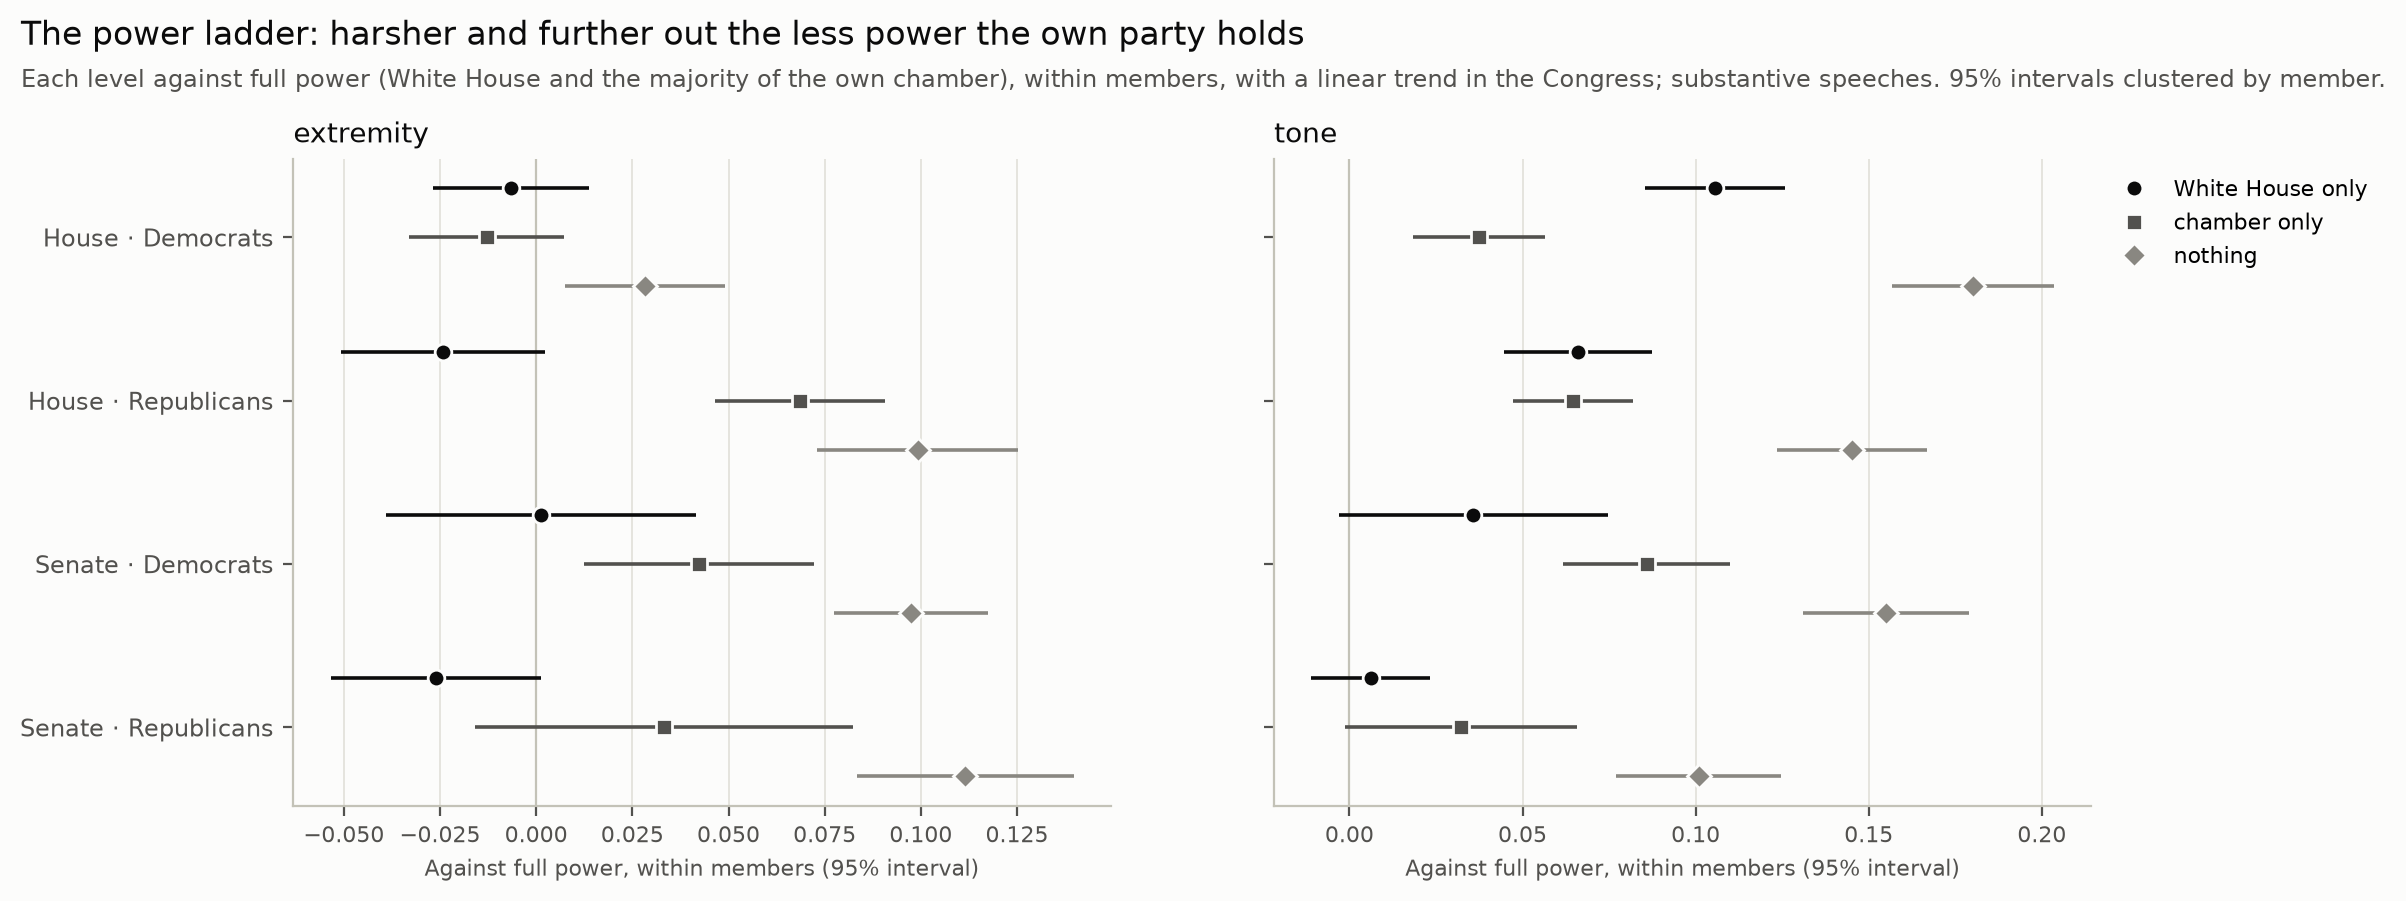 The power ladder: harsher and further out the less power the own party holds
Each level against full power (White House and the majority of the own chamber), within members, with a linear trend in the Congress; substantive speeches. 95% intervals clustered by member.
extremity
tone
White House only
chamber only
nothing
House · Democrats
House · Republicans
Senate · Democrats
Senate · Republicans
−0.050 −0.025 0.000 0.025 0.050 0.075 0.100 0.125
0.00 0.05 0.10 0.15 0.20
Against full power, within members (95% interval)
Against full power, within members (95% interval)